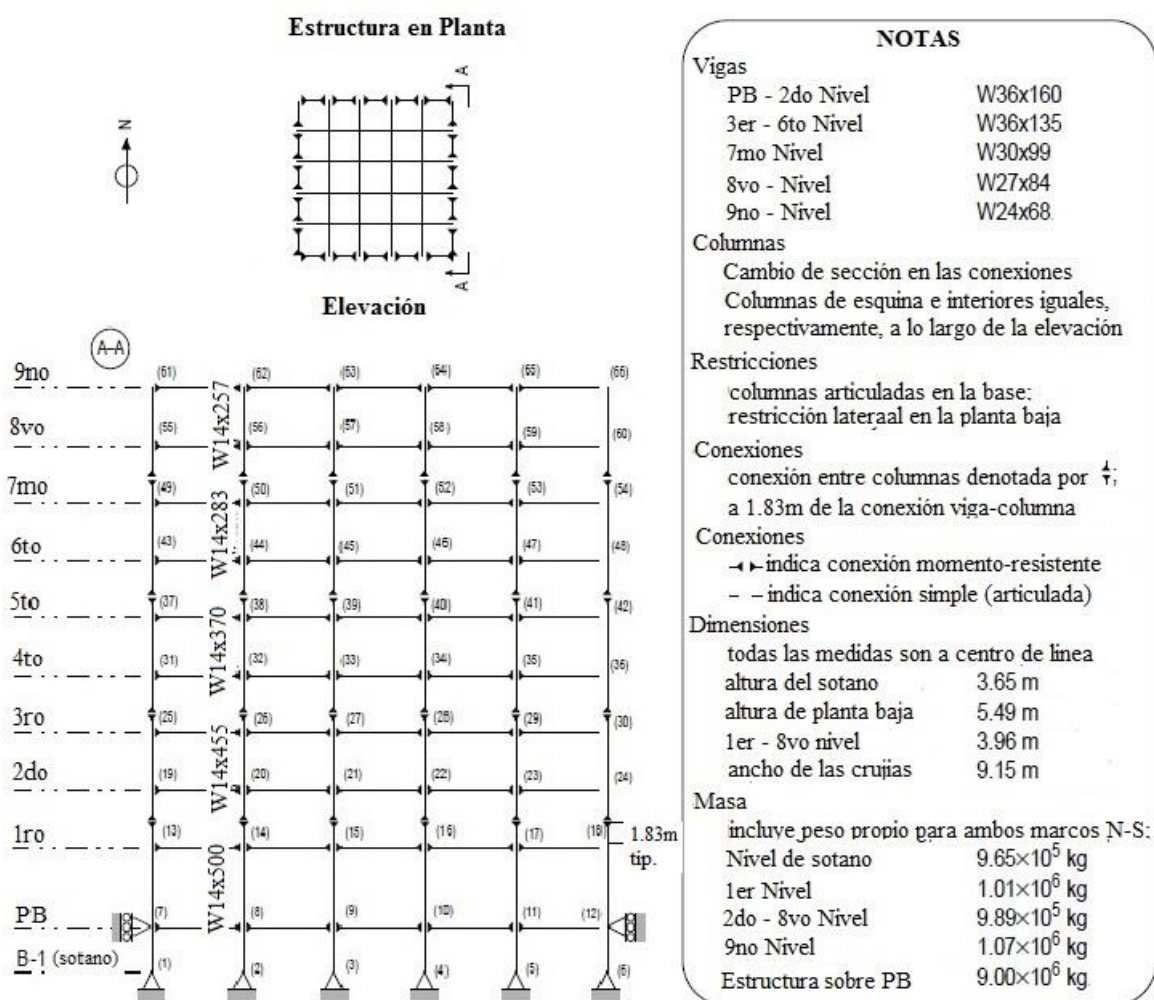 Estructura en Planta
A
N
A
Elevación
A-A
9no
8vo
7mo
6to
5to
4to
3ro
2do
1ro
PB
B-1 (sotano)
W14x257
W14x283
W14x370
W14x455
W14x500
(61) (62) (63) (64) (65) (66)
(55) (56) (57) (58) (59) (60)
(49) (50) (51) (52) (53) (54)
(43) (44) (45) (46) (47) (48)
(37) (38) (39) (40) (41) (42)
(31) (32) (33) (34) (35) (36)
(25) (26) (27) (28) (29) (30)
(19) (20) (21) (22) (23) (24)
(13) (14) (15) (16) (17) (18)
(7) (8) (9) (10) (11) (12)
(1) (2) (3) (4) (5) (6)
1.83m
tip.
NOTAS
Vigas
PB - 2do Nivel W36x160
3er - 6to Nivel W36x135
7mo Nivel W30x99
8vo - Nivel W27x84
9no - Nivel W24x68
Columnas
Cambio de sección en las conexiones
Columnas de esquina e interiores iguales,
respectivamente, a lo largo de la elevación
Restricciones
columnas articuladas en la base;
restricción lateraal en la planta baja
Conexiones
conexión entre columnas denotada por ;
a 1.83m de la conexión viga-columna
Conexiones
indica conexión momento-resistente
- - indica conexión simple (articulada)
Dimensiones
todas las medidas son a centro de linea
altura del sotano 3.65 m
altura de planta baja 5.49 m
1er - 8vo nivel 3.96 m
ancho de las crujias 9.15 m
Masa
incluye peso propio para ambos marcos N-S:
Nivel de sotano 9.65×10⁵ kg
1er Nivel 1.01×10⁶ kg
2do - 8vo Nivel 9.89×10⁵ kg
9no Nivel 1.07×10⁶ kg
Estructura sobre PB 9.00×10⁶ kg